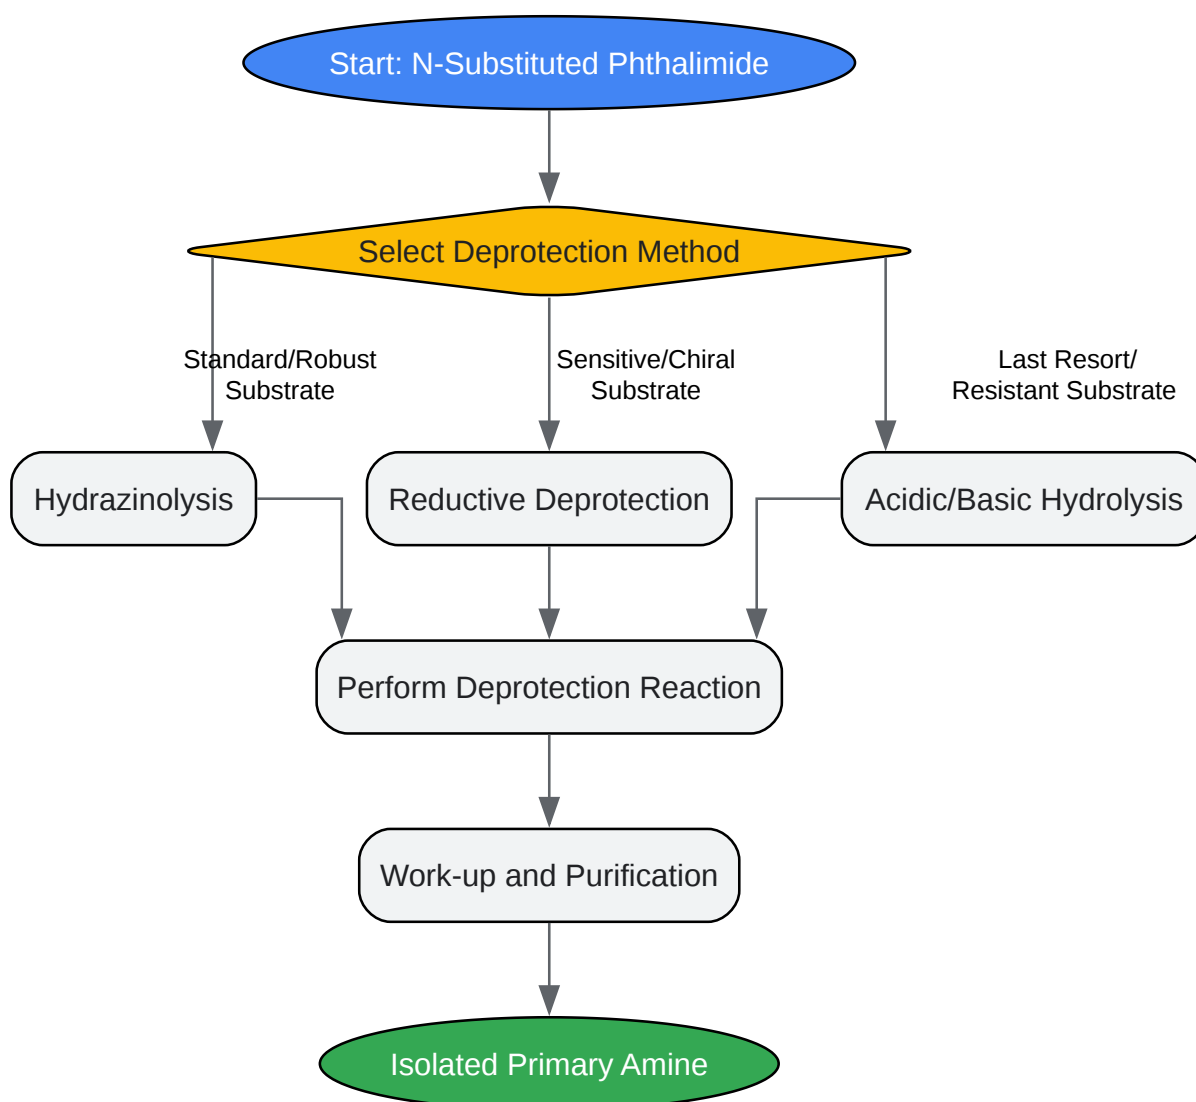 Start: N-Substituted Phthalimide
Select Deprotection Method
Standard/Robust
Substrate
Sensitive/Chiral
Substrate
Last Resort/
Resistant Substrate
Hydrazinolysis
Reductive Deprotection
Acidic/Basic Hydrolysis
Perform Deprotection Reaction
Work-up and Purification
Isolated Primary Amine